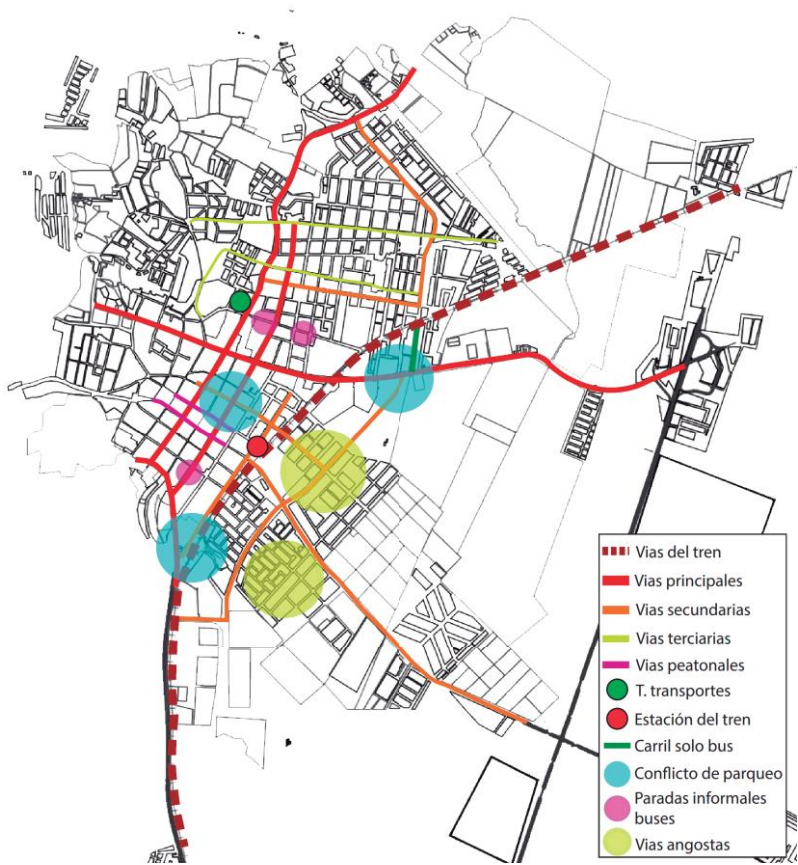 Vias del tren
Vias principales
Vias secundarias
Vias terciarias
Vias peatonales
T. transportes
Estación del tren
Carril solo bus
Conflicto de parqueo
Paradas informales
buses
Vias angostas